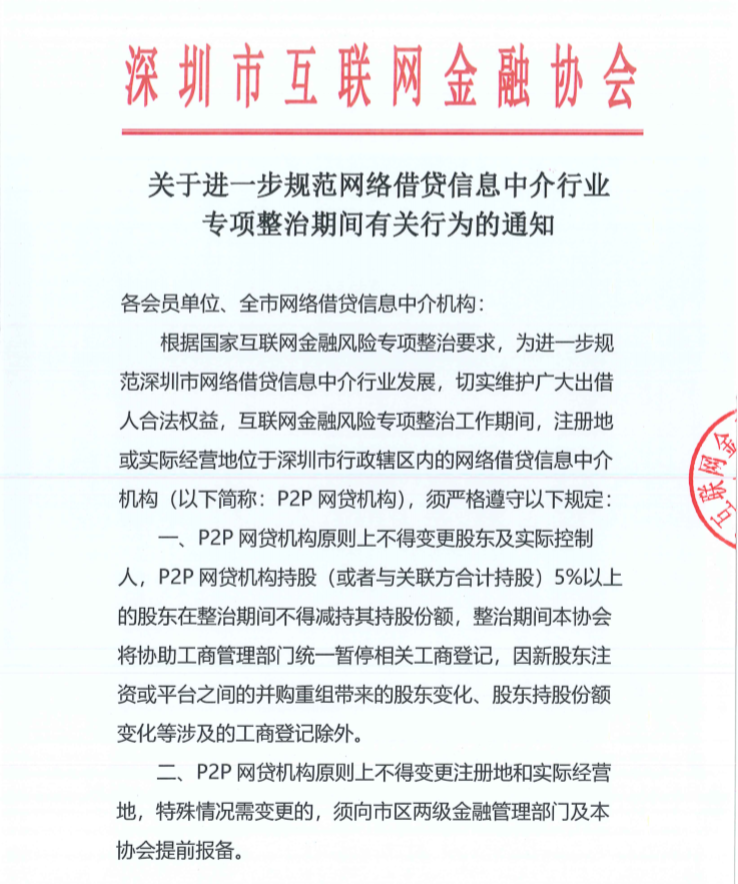 深圳市互联网金融协会
关于进一步规范网络借贷信息中介行业
专项整治期间有关行为的通知
各会员单位、全市网络借贷信息中介机构：
根据国家互联网金融风险专项整治要求，为进一步规
范深圳市网络借贷信息中介行业发展，切实维护广大出借
人合法权益，互联网金融风险专项整治工作期间，注册地
或实际经营地位于深圳市行政辖区内的网络借贷信息中介
机构（以下简称：P2P 网贷机构），须严格遵守以下规定：
一、P2P 网贷机构原则上不得变更股东及实际控制
人，P2P 网贷机构持股（或者与关联方合计持股）5%以上
的股东在整治期间不得减持其持股份额，整治期间本协会
将协助工商管理部门统一暂停相关工商登记，因新股东注
资或平台之间的并购重组带来的股东变化、股东持股份额
变化等涉及的工商登记除外。
二、P2P 网贷机构原则上不得变更注册地和实际经营
地，特殊情况需变更的，须向市区两级金融管理部门及本
协会提前报备。
互联网金